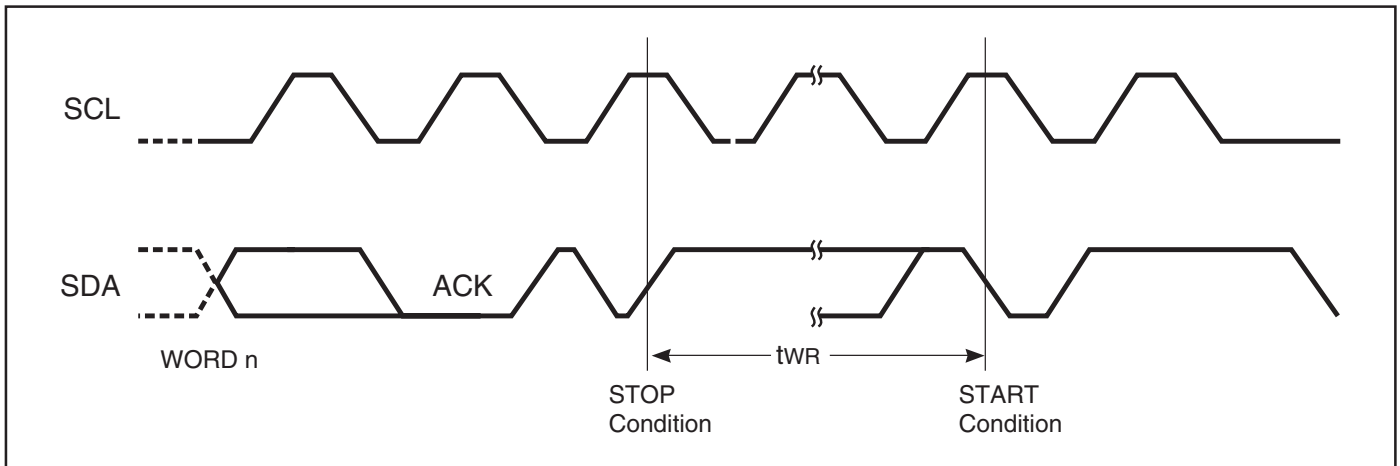 SCL
SDA
ACK
WORD n
tWR
STOP
Condition
START
Condition